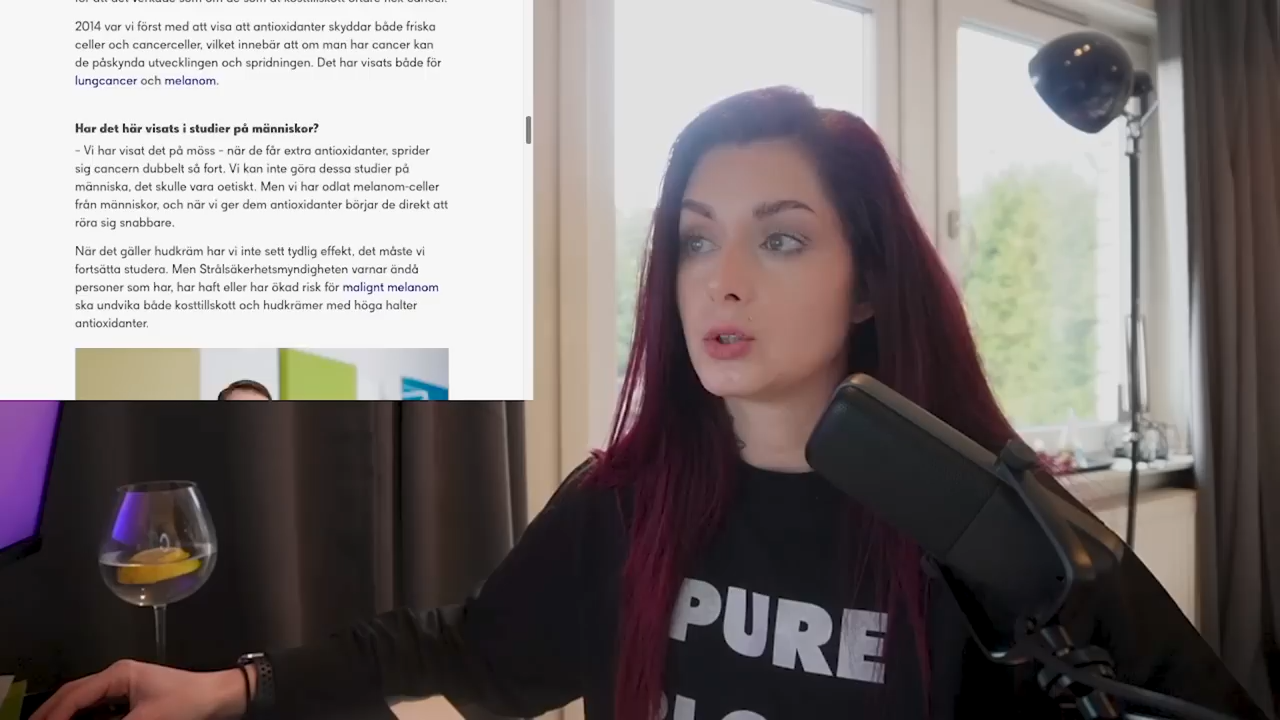 2014 var vi först med att visa att antioxidanter skyddar både friska
celler och cancerceller, vilket innebär att om man har cancer kan
de påskynda utvecklingen och spridningen. Det har visats både för
lungcancer och melanom.
Har det här visats i studier på människor?
– Vi har visat det på möss – när de får extra antioxidanter, sprider
sig cancern dubbelt så fort. Vi kan inte göra dessa studier på
människa, det skulle vara oetiskt. Men vi har odlat melanom-celler
från människor, och när vi ger dem antioxidanter börjar de direkt att
röra sig snabbare.
När det gäller hudkräm har vi inte sett tydlig effekt, det måste vi
fortsätta studera. Men Strålsäkerhetsmyndigheten varnar ändå
personer som har, har haft eller har ökad risk för malignt melanom
ska undvika både kosttillskott och hudkrämer med höga halter
antioxidanter.
PURE